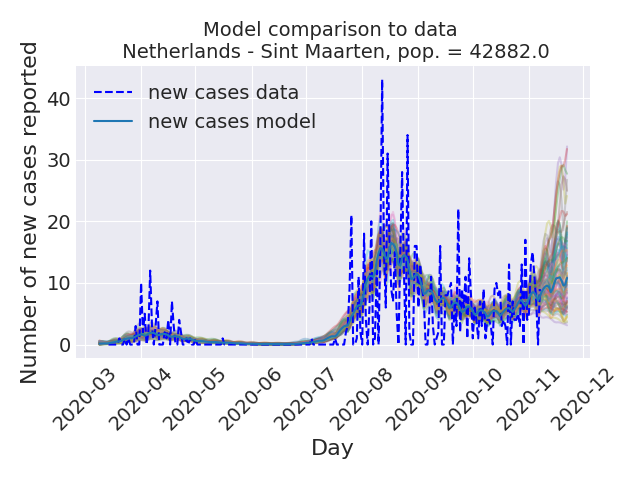 Model comparison to data
Netherlands - Sint Maarten, pop. = 42882.0
Number of new cases reported
40
30
20
10
0
new cases data
new cases model
2020-03
2020-04
2020-05
2020-06
2020-07
2020-08
2020-09
2020-10
2020-11
2020-12
Day